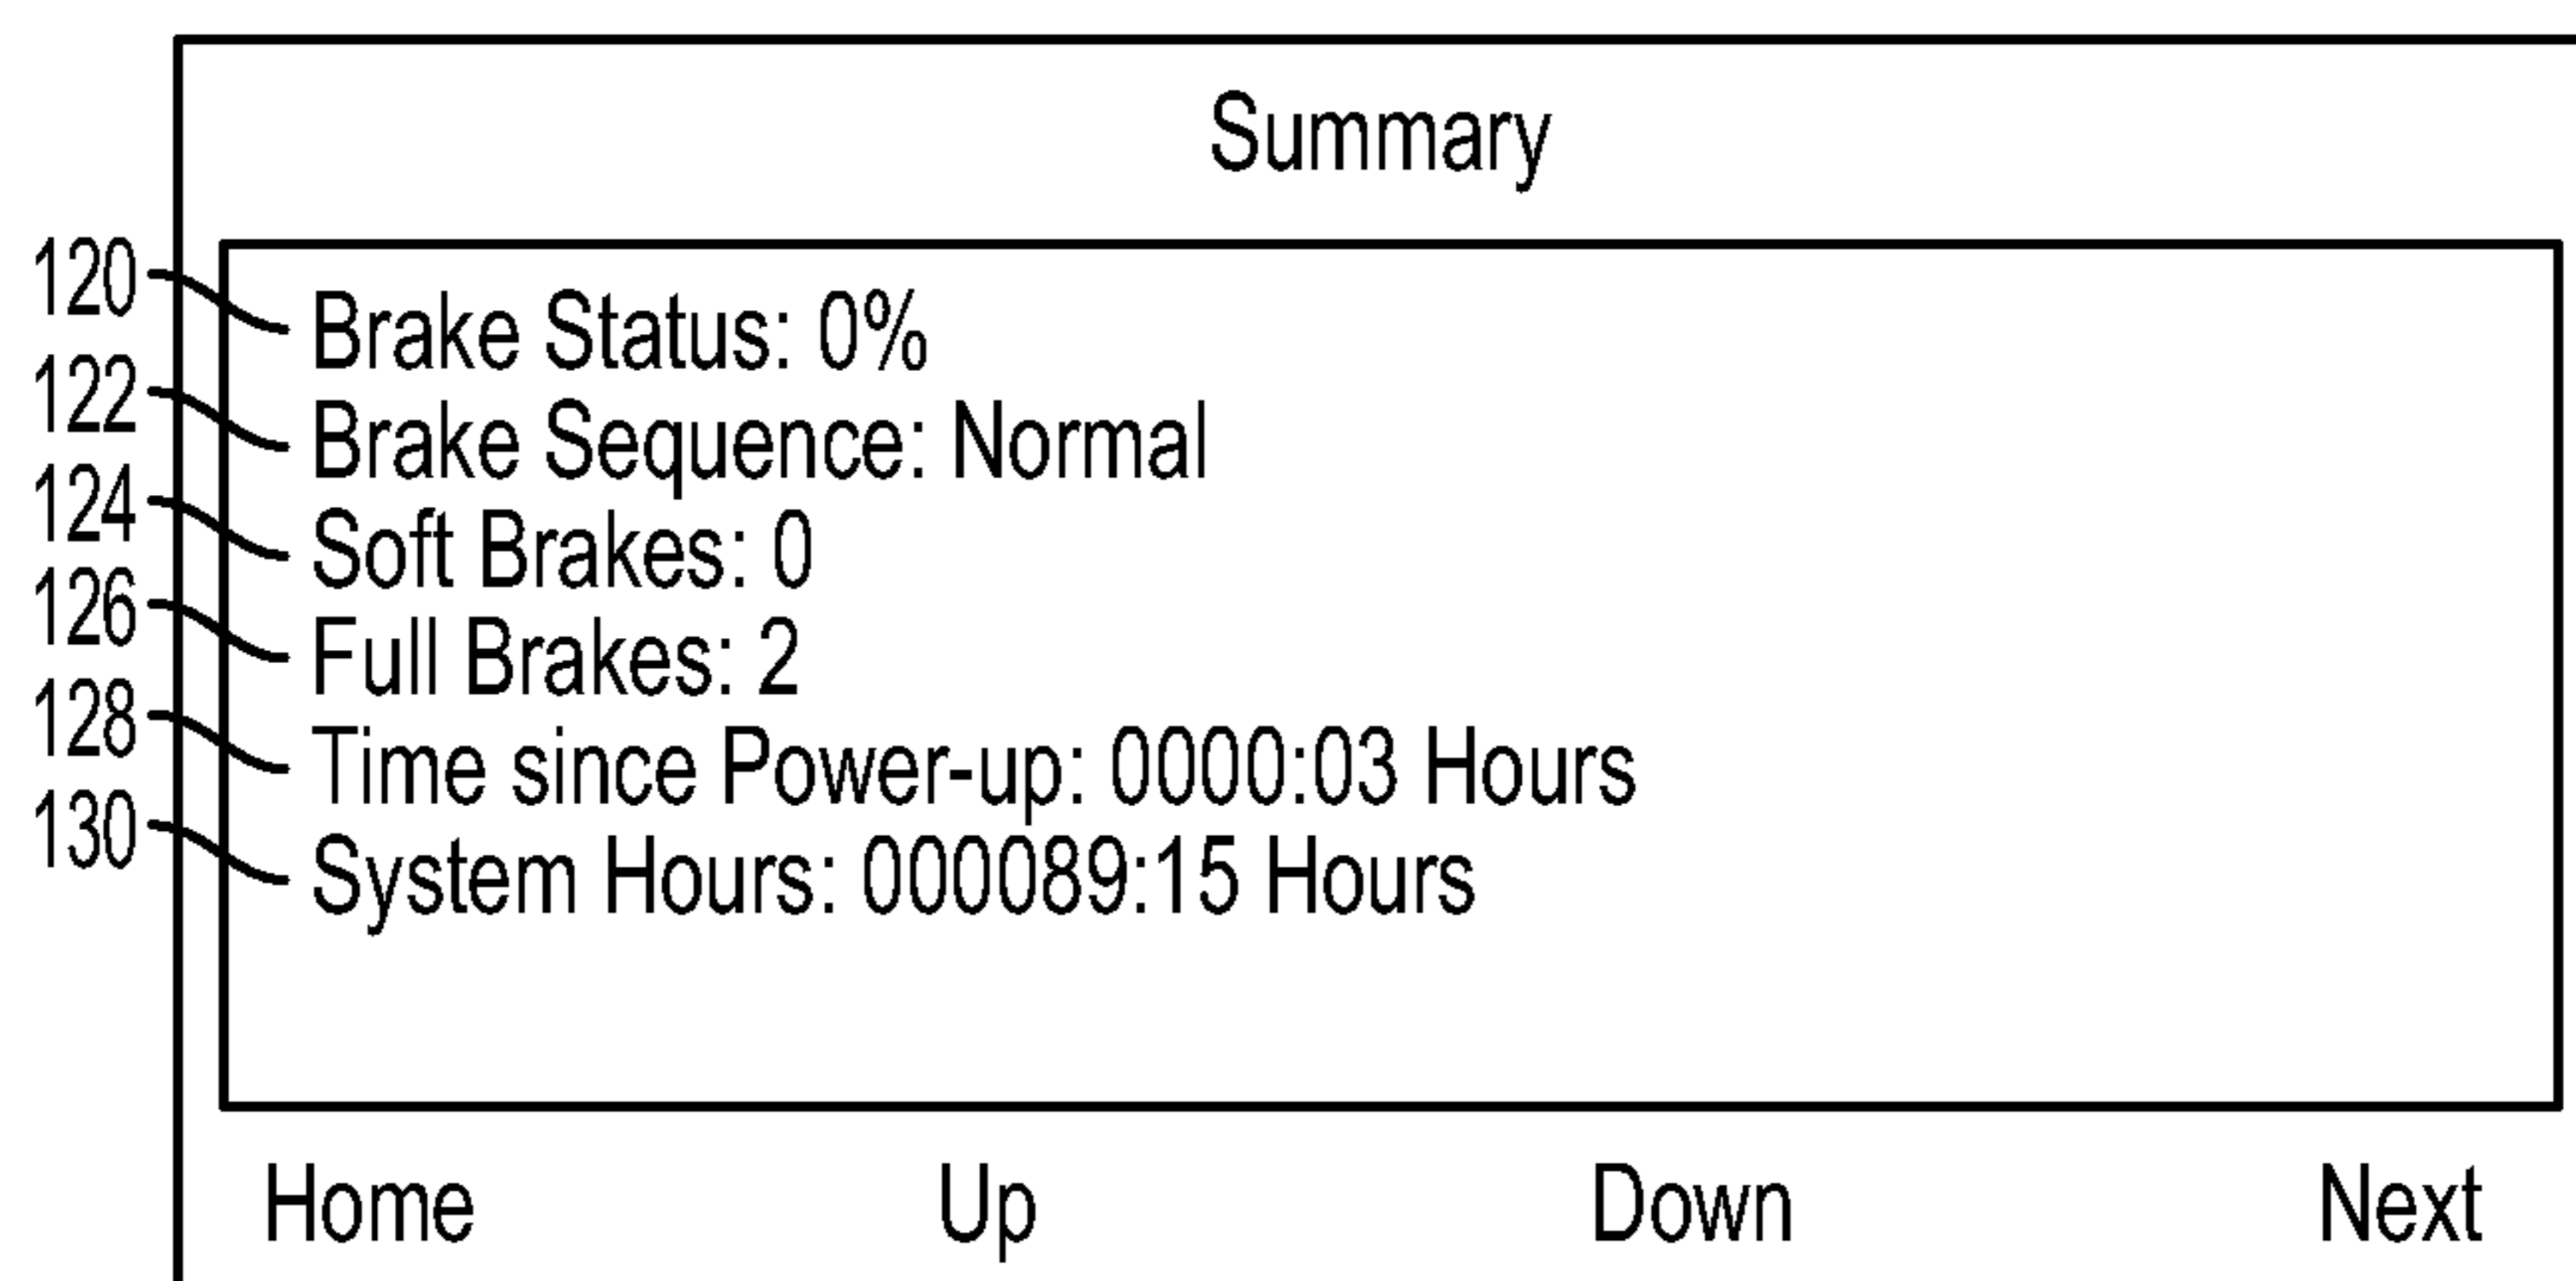 Summary
120 Brake Status: 0%
122 Brake Sequence: Normal
124 Soft Brakes: 0
126 Full Brakes: 2
128 Time since Power-up: 0000:03 Hours
130 System Hours: 000089:15 Hours
Home Up Down Next